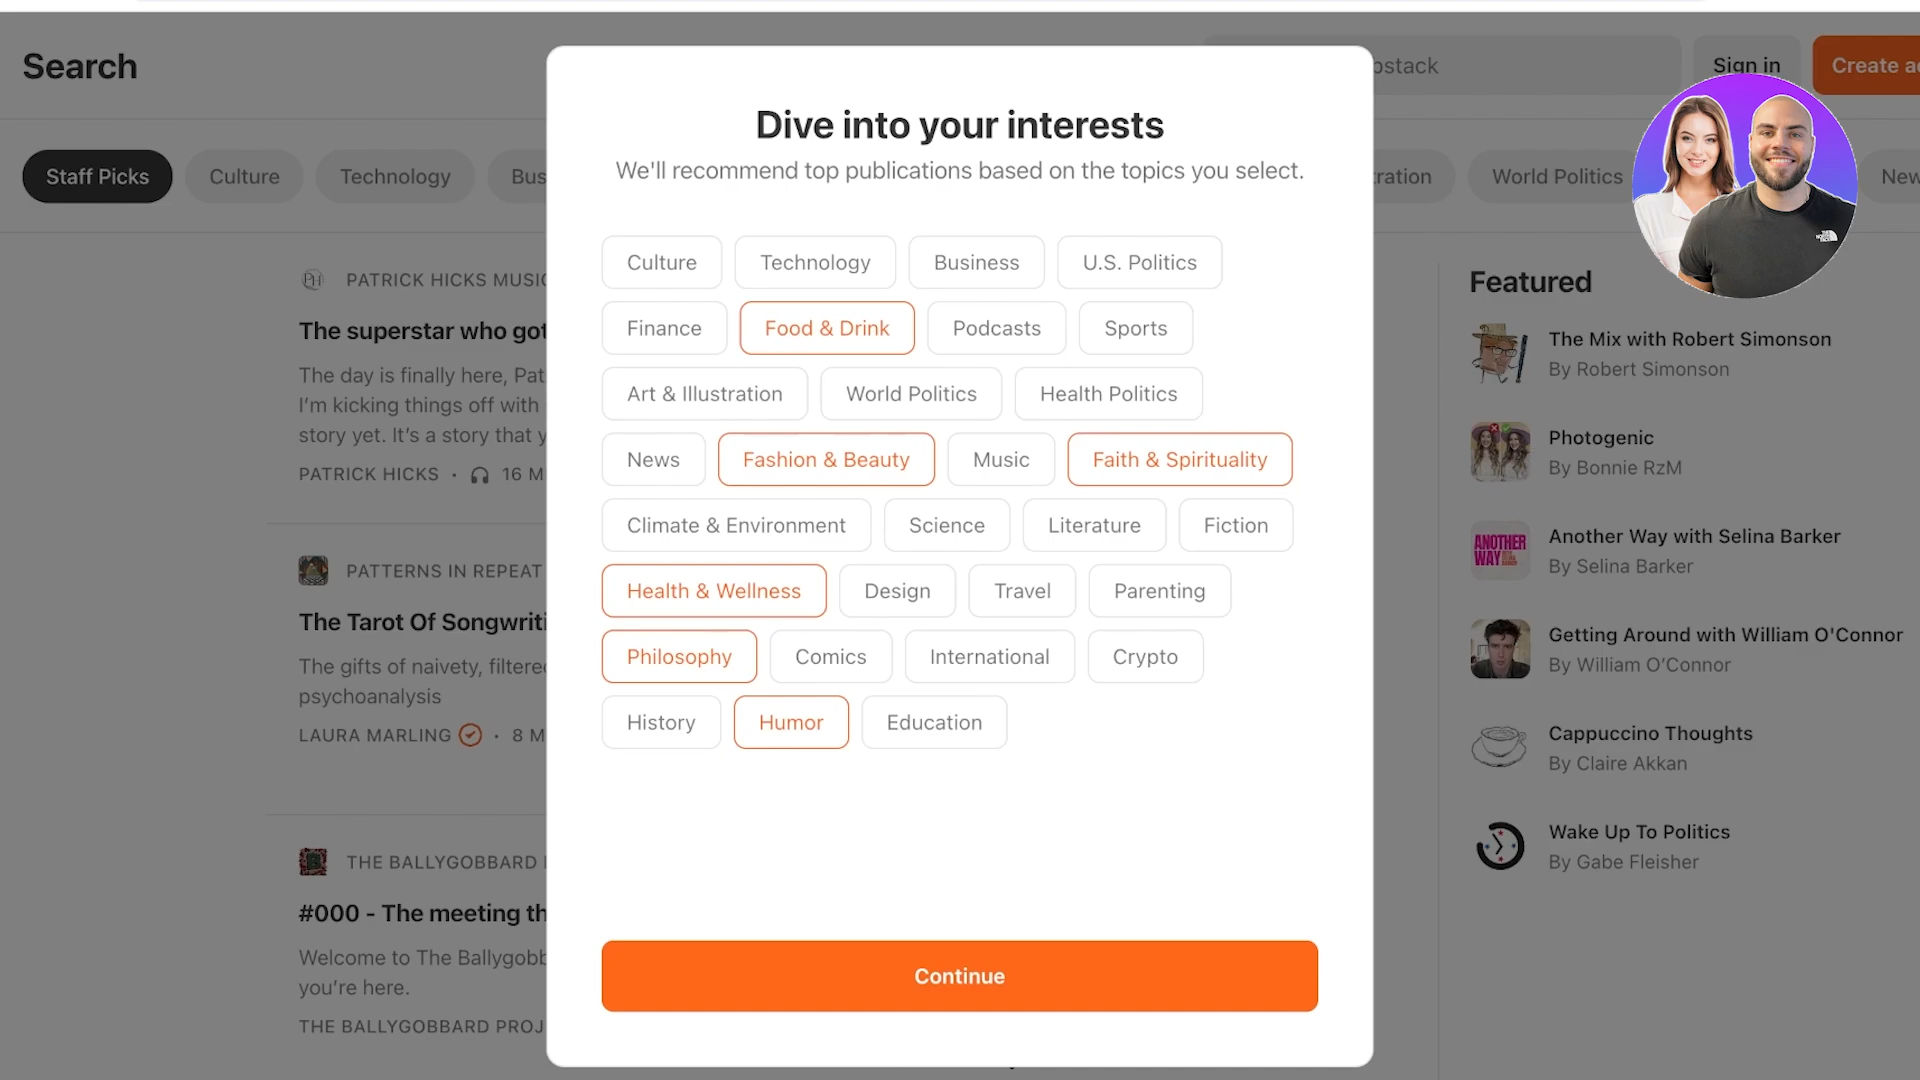 Search
bstack
Sign in
Create a
Staff Picks
Culture
Technology
Bus
tration
World Politics
New
Dive into your interests
We'll recommend top publications based on the topics you select.
Culture
Technology
Business
U.S. Politics
Finance
Food & Drink
Podcasts
Sports
Art & Illustration
World Politics
Health Politics
News
Fashion & Beauty
Music
Faith & Spirituality
Climate & Environment
Science
Literature
Fiction
Health & Wellness
Design
Travel
Parenting
Philosophy
Comics
International
Crypto
History
Humor
Education
Continue
PH PATRICK HICKS MUSIC
The superstar who got
The day is finally here, Pat
I'm kicking things off with
story yet. It's a story that y
PATRICK HICKS · 16 M
PATTERNS IN REPEAT
The Tarot Of Songwriti
The gifts of naivety, filtered
psychoanalysis
LAURA MARLING · 8 M
THE BALLYGOBBARD
#000 - The meeting th
Welcome to The Ballygobb
you're here.
THE BALLYGOBBARD PROJ
THE NORTH FACE
Featured
The Mix with Robert Simonson
By Robert Simonson
Photogenic
By Bonnie RzM
ANOTHER WAY
Another Way with Selina Barker
By Selina Barker
Getting Around with William O'Connor
By William O'Connor
Cappuccino Thoughts
By Claire Akkan
Wake Up To Politics
By Gabe Fleisher